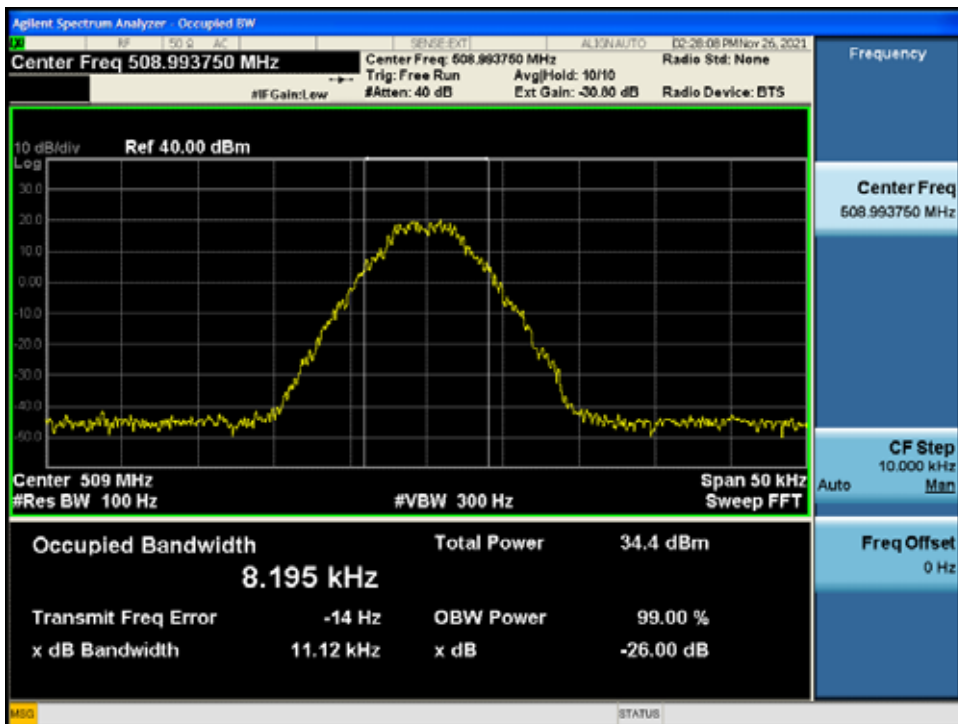 Agilent Spectrum Analyzer - Occupied BW
RF 50 Ω AC SENSE:EXT ALIGNAUTO 02:28:08 PMNov 26, 2021
Center Freq 508.993750 MHz
Center Freq: 508.993750 MHz
Radio Std: None
Trig: Free Run Avg|Hold: 10/10
#IFGain:Low #Atten: 40 dB Ext Gain: -30.80 dB Radio Device: BTS
10 dB/div Ref 40.00 dBm
Log
30.0
20.0
10.0
0.00
-10.0
-20.0
-30.0
-40.0
-50.0
Center 509 MHz Span 50 kHz
#Res BW 100 Hz #VBW 300 Hz Sweep FFT
Occupied Bandwidth Total Power 34.4 dBm
8.195 kHz
Transmit Freq Error -14 Hz OBW Power 99.00 %
x dB Bandwidth 11.12 kHz x dB -26.00 dB
Frequency
Center Freq
508.993750 MHz
CF Step
10.000 kHz
Auto Man
Freq Offset
0 Hz
MSG STATUS